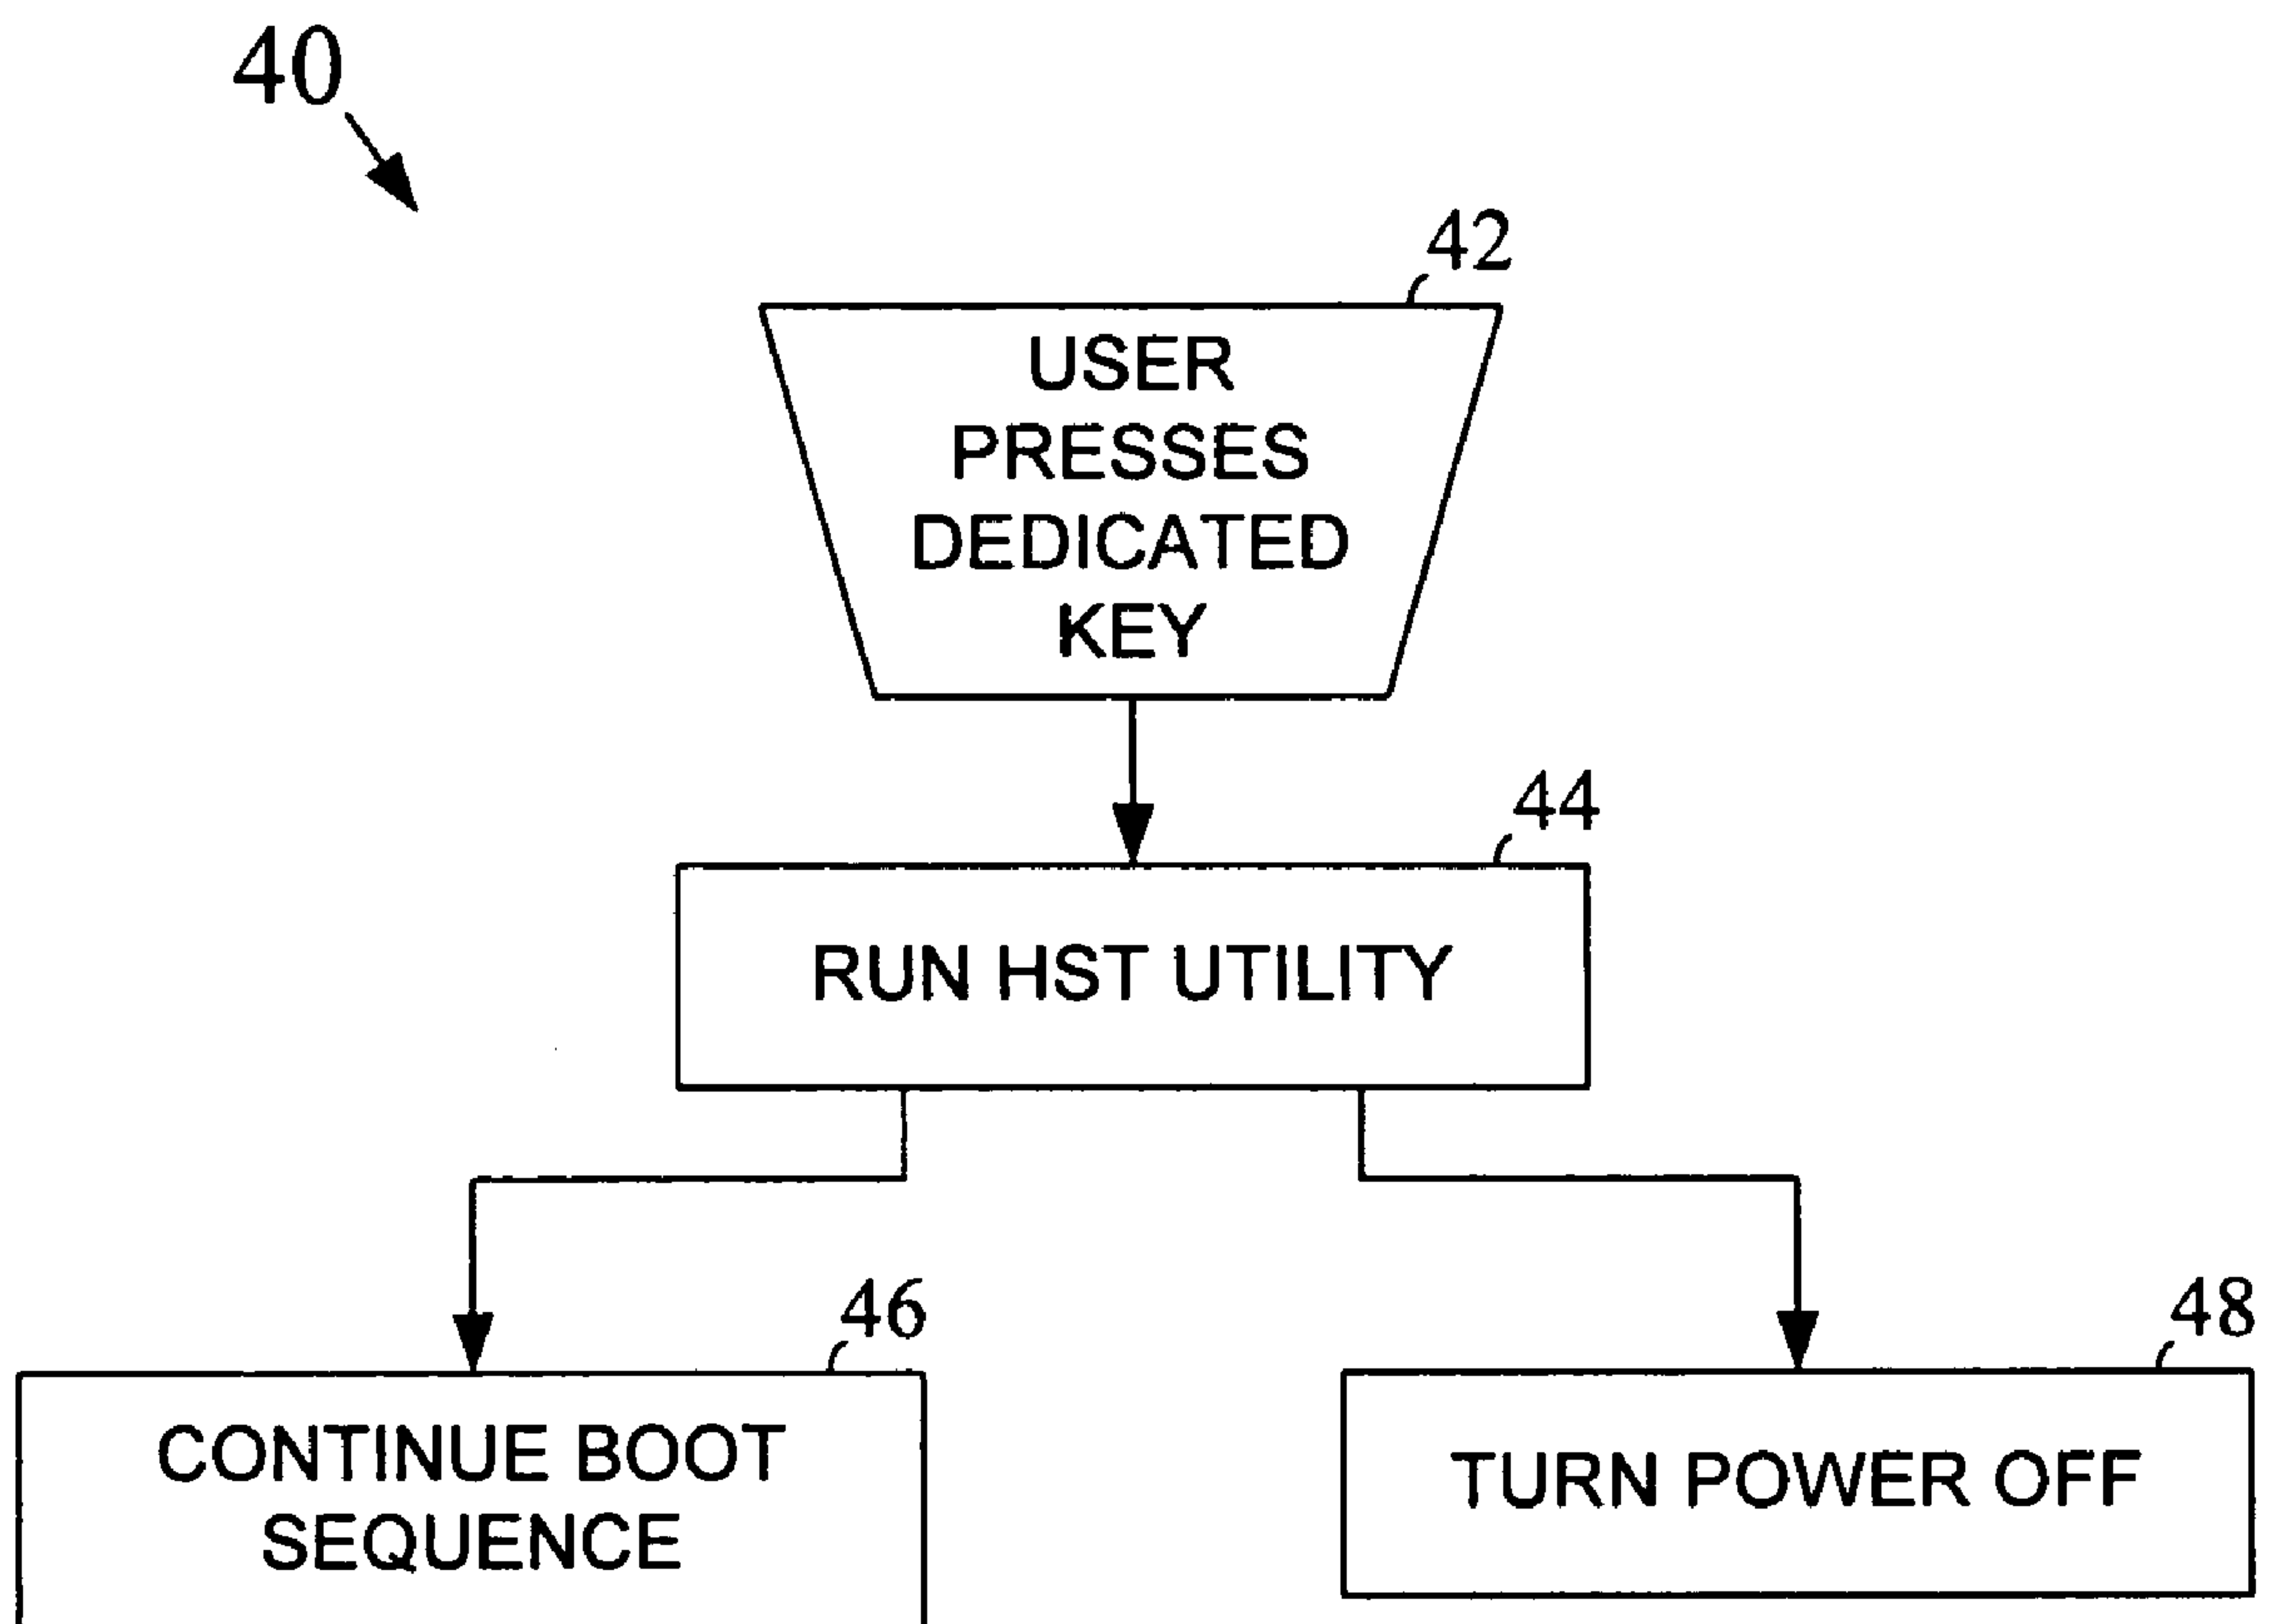 40
42
USER
PRESSES
DEDICATED
KEY
44
RUN HST UTILITY
46
CONTINUE BOOT
SEQUENCE
48
TURN POWER OFF